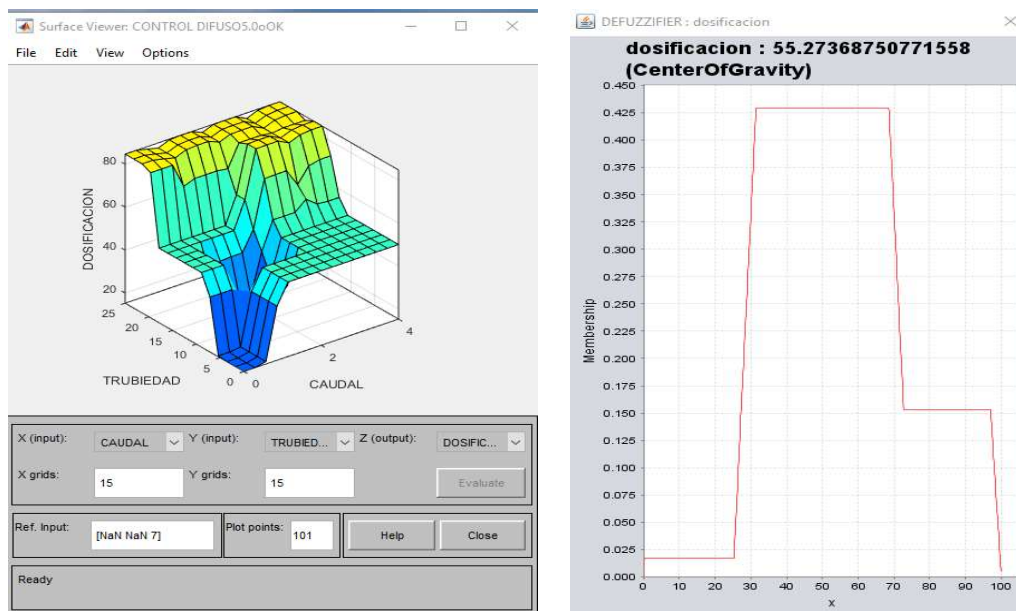 Surface Viewer: CONTROL DIFUSO5.0oOK
File Edit View Options
DOSIFICACION
80
60
40
20
25
20
15
10
5
0
0
2
4
TRUBIEDAD
CAUDAL
X (input): CAUDAL Y (input): TRUBIED... Z (output): DOSIFIC...
X grids: 15 Y grids: 15 Evaluate
Ref. Input: [NaN NaN 7] Plot points: 101 Help Close
Ready
DEFUZZIFIER : dosificacion
dosificacion : 55.27368750771558
(CenterOfGravity)
Membership
0.450
0.425
0.400
0.375
0.350
0.325
0.300
0.275
0.250
0.225
0.200
0.175
0.150
0.125
0.100
0.075
0.050
0.025
0.000
0 10 20 30 40 50 60 70 80 90 100
x